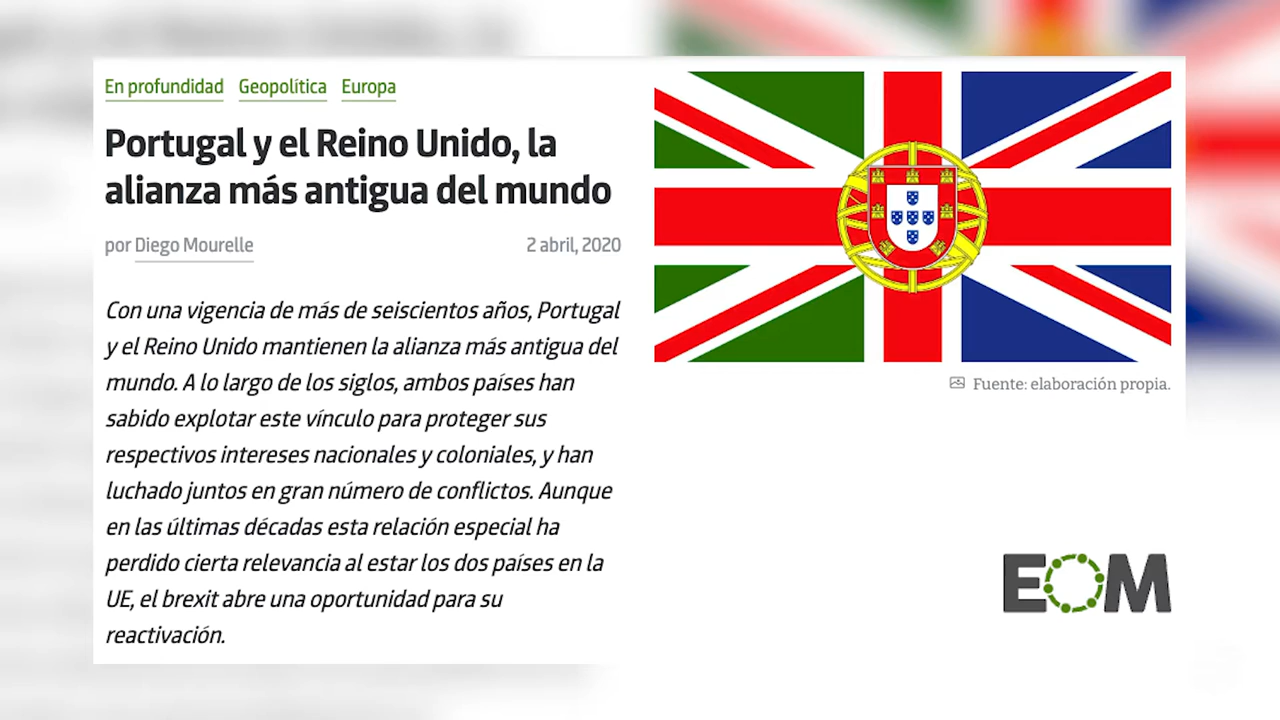 En profundidad Geopolítica Europa
Portugal y el Reino Unido, la
alianza más antigua del mundo
por Diego Mourelle 2 abril, 2020
Con una vigencia de más de seiscientos años, Portugal
y el Reino Unido mantienen la alianza más antigua del
mundo. A lo largo de los siglos, ambos países han
sabido explotar este vínculo para proteger sus
respectivos intereses nacionales y coloniales, y han
luchado juntos en gran número de conflictos. Aunque
en las últimas décadas esta relación especial ha
perdido cierta relevancia al estar los dos países en la
UE, el brexit abre una oportunidad para su
reactivación.
Fuente: elaboración propia.
EOM